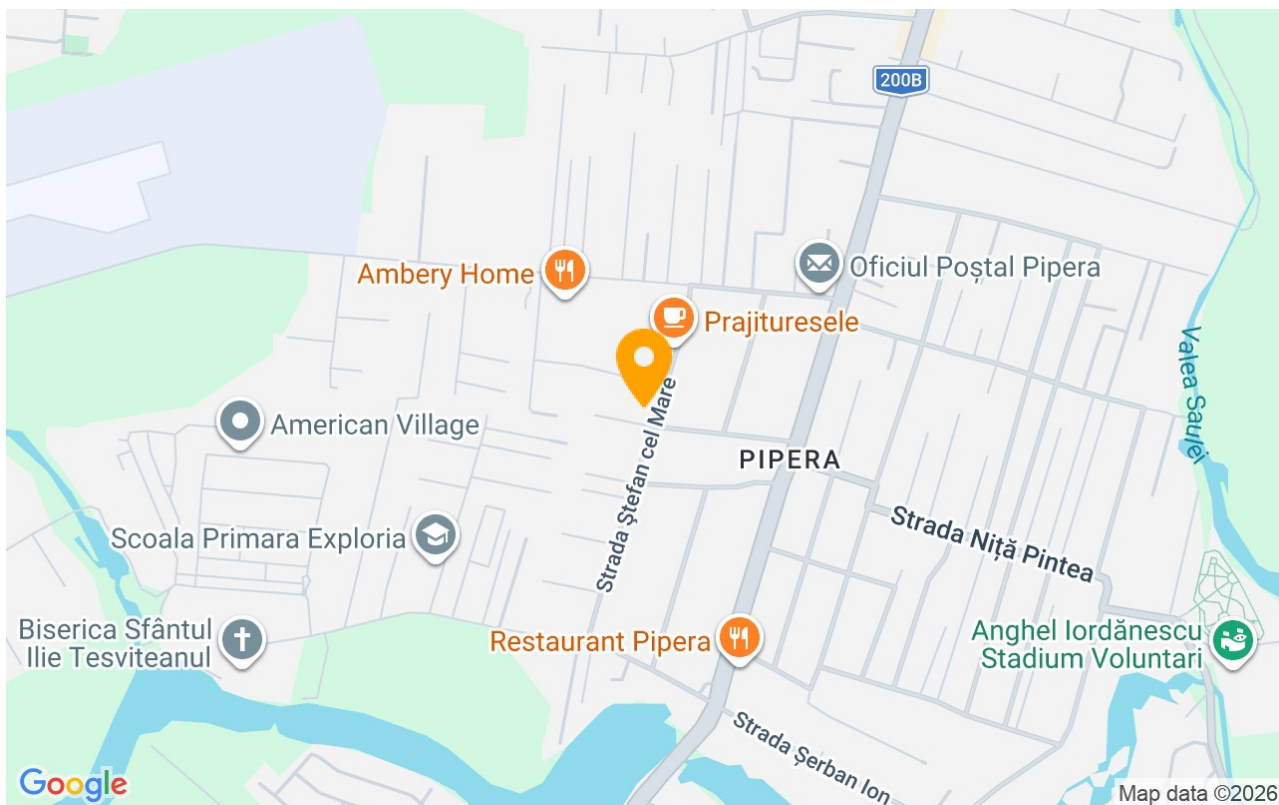 200B
Ambery Home
Oficiul Poștal Pipera
Prajituresele
Valea Saulei
American Village
Strada Ștefan cel Mare
PIPERA
Scoala Primara Exploria
Strada Niță Pintea
Biserica Sfântul
Ilie Tesviteanul
Restaurant Pipera
Anghel Iordănescu
Stadium Voluntari
Strada Șerban Ion
Google
Map data ©2026